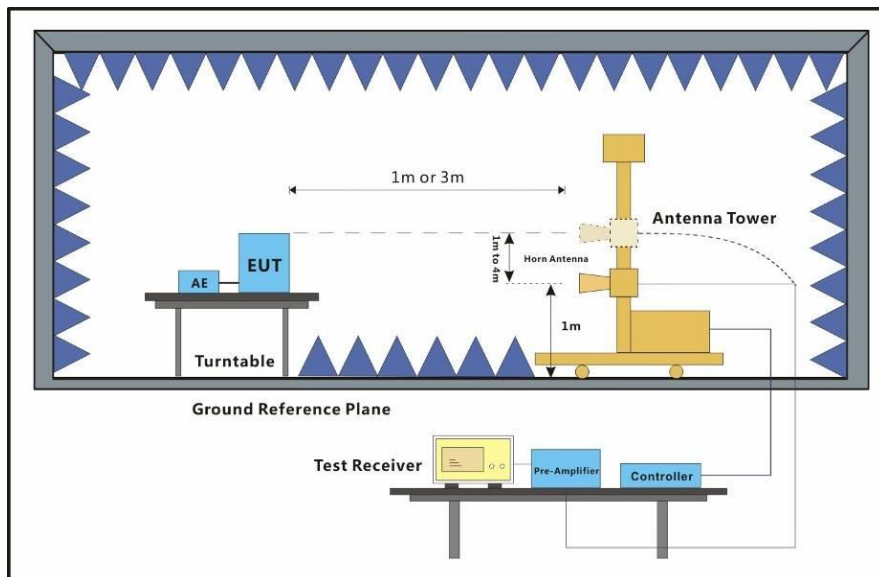 1m or 3m
Antenna Tower
1m to 4m
Horn Antenna
EUT
AE
1m
Turntable
Ground Reference Plane
Test Receiver
Pre-Amplifier
Controller